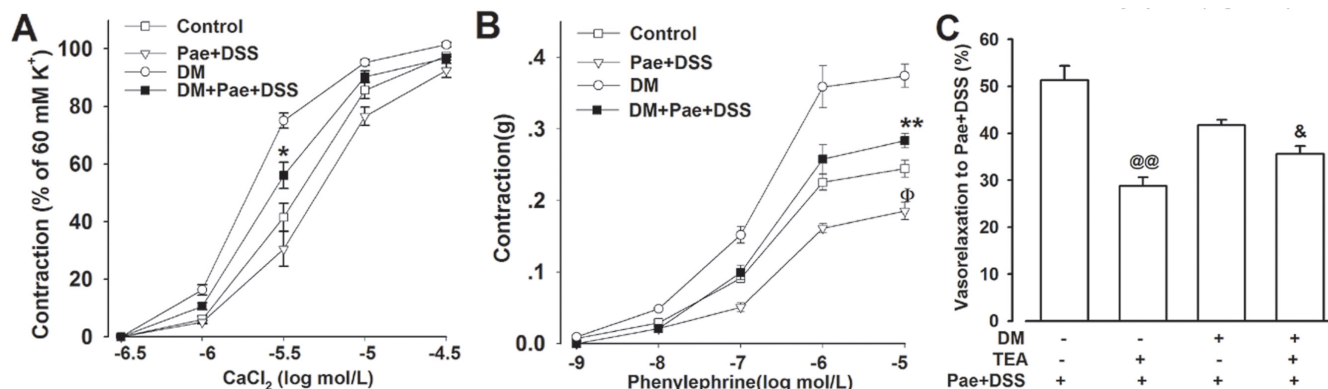 A
Control
Pae+DSS
DM
DM+Pae+DSS
Contraction (% of 60 mM K+)
100
80
60
40
20
0
*
-6.5 -6 -5.5 -5 -4.5
CaCl2 (log mol/L)
B
Control
Pae+DSS
DM
DM+Pae+DSS
Contraction(g)
.4
.3
.2
.1
0
**
Φ
-9 -8 -7 -6 -5
Phenylephrine(log mol/L)
C
Vasorelaxation to Pae+DSS (%)
60
50
40
30
20
10
0
@@
&
DM - - + +
TEA - + - +
Pae+DSS + + + +